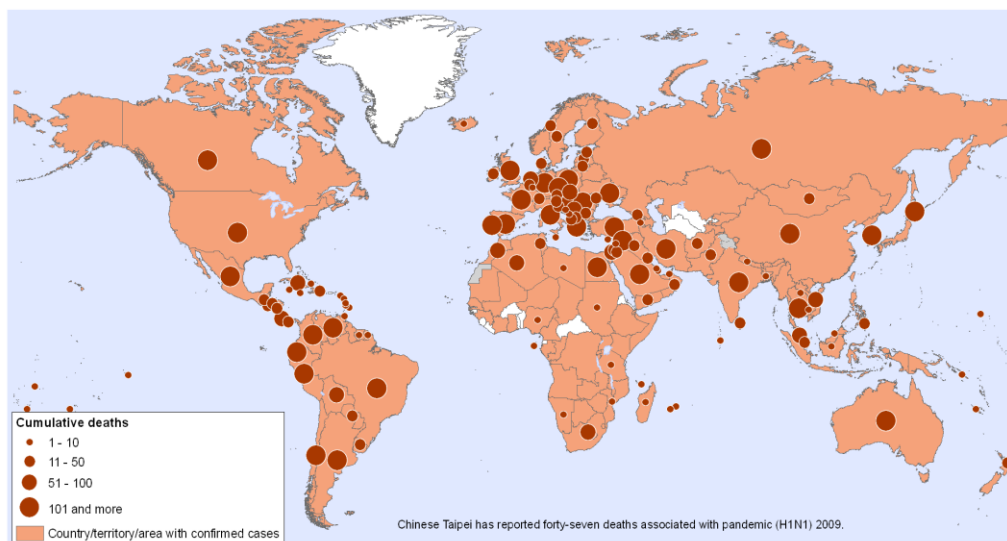 Cumulative deaths
1 - 10
11 - 50
51 - 100
101 and more
Country/territory/area with confirmed cases
Chinese Taipei has reported forty-seven deaths associated with pandemic (H1N1) 2009.